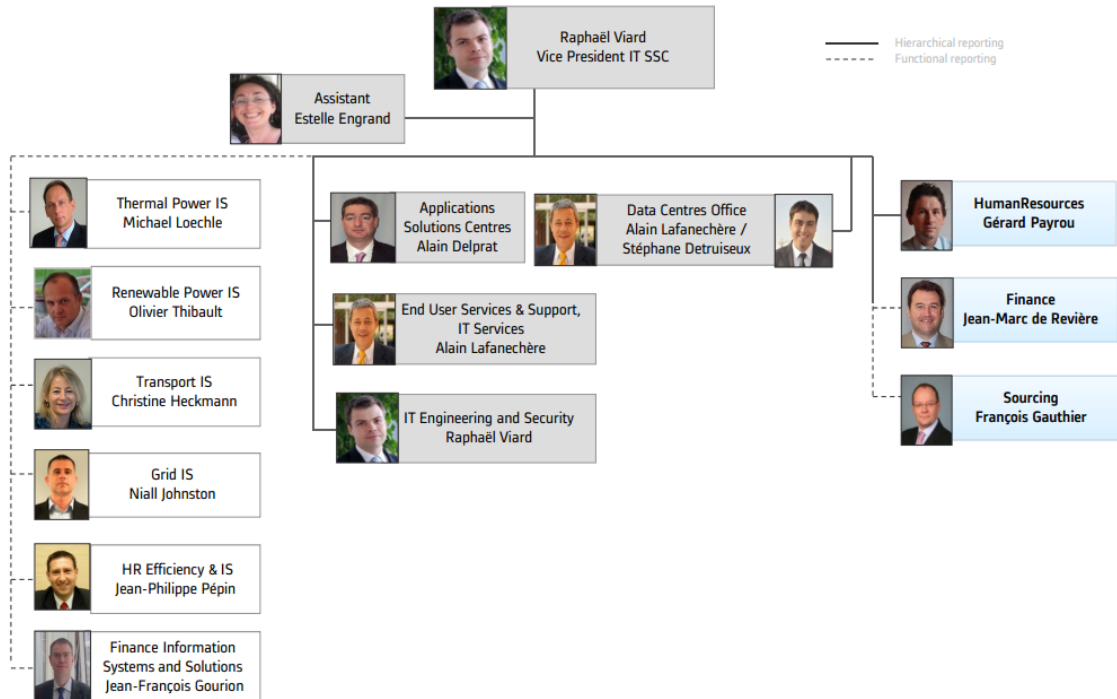 Raphaël Viard
Vice President IT SSC
Hierarchical reporting
Functional reporting
Assistant
Estelle Engrand
Thermal Power IS
Michael Loechle
Renewable Power IS
Olivier Thibault
Transport IS
Christine Heckmann
Grid IS
Niall Johnston
HR Efficiency & IS
Jean-Philippe Pépin
Finance Information
Systems and Solutions
Jean-François Gourion
Applications
Solutions Centres
Alain Delprat
Data Centres Office
Alain Lafanechère /
Stéphane Detruiseux
End User Services & Support,
IT Services
Alain Lafanechère
IT Engineering and Security
Raphaël Viard
HumanResources
Gérard Payrou
Finance
Jean-Marc de Revière
Sourcing
François Gauthier